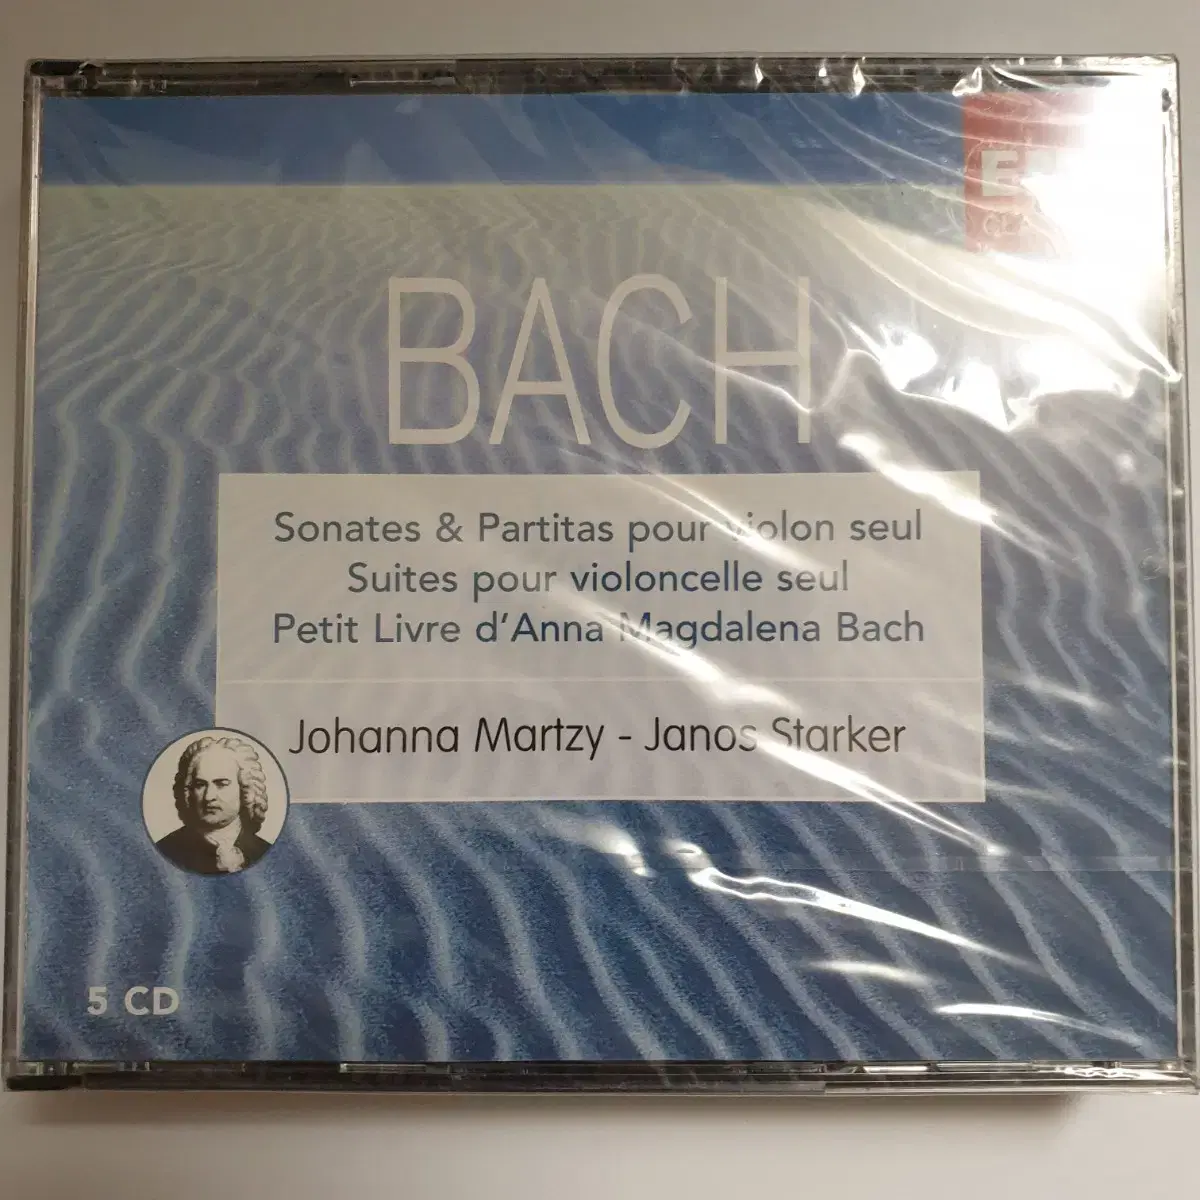 BACH
Sonates & Partitas pour violon seul
Suites pour violoncelle seul
Petit Livre d'Anna Magdalena Bach
Johanna Martzy - Janos Starker
5 CD